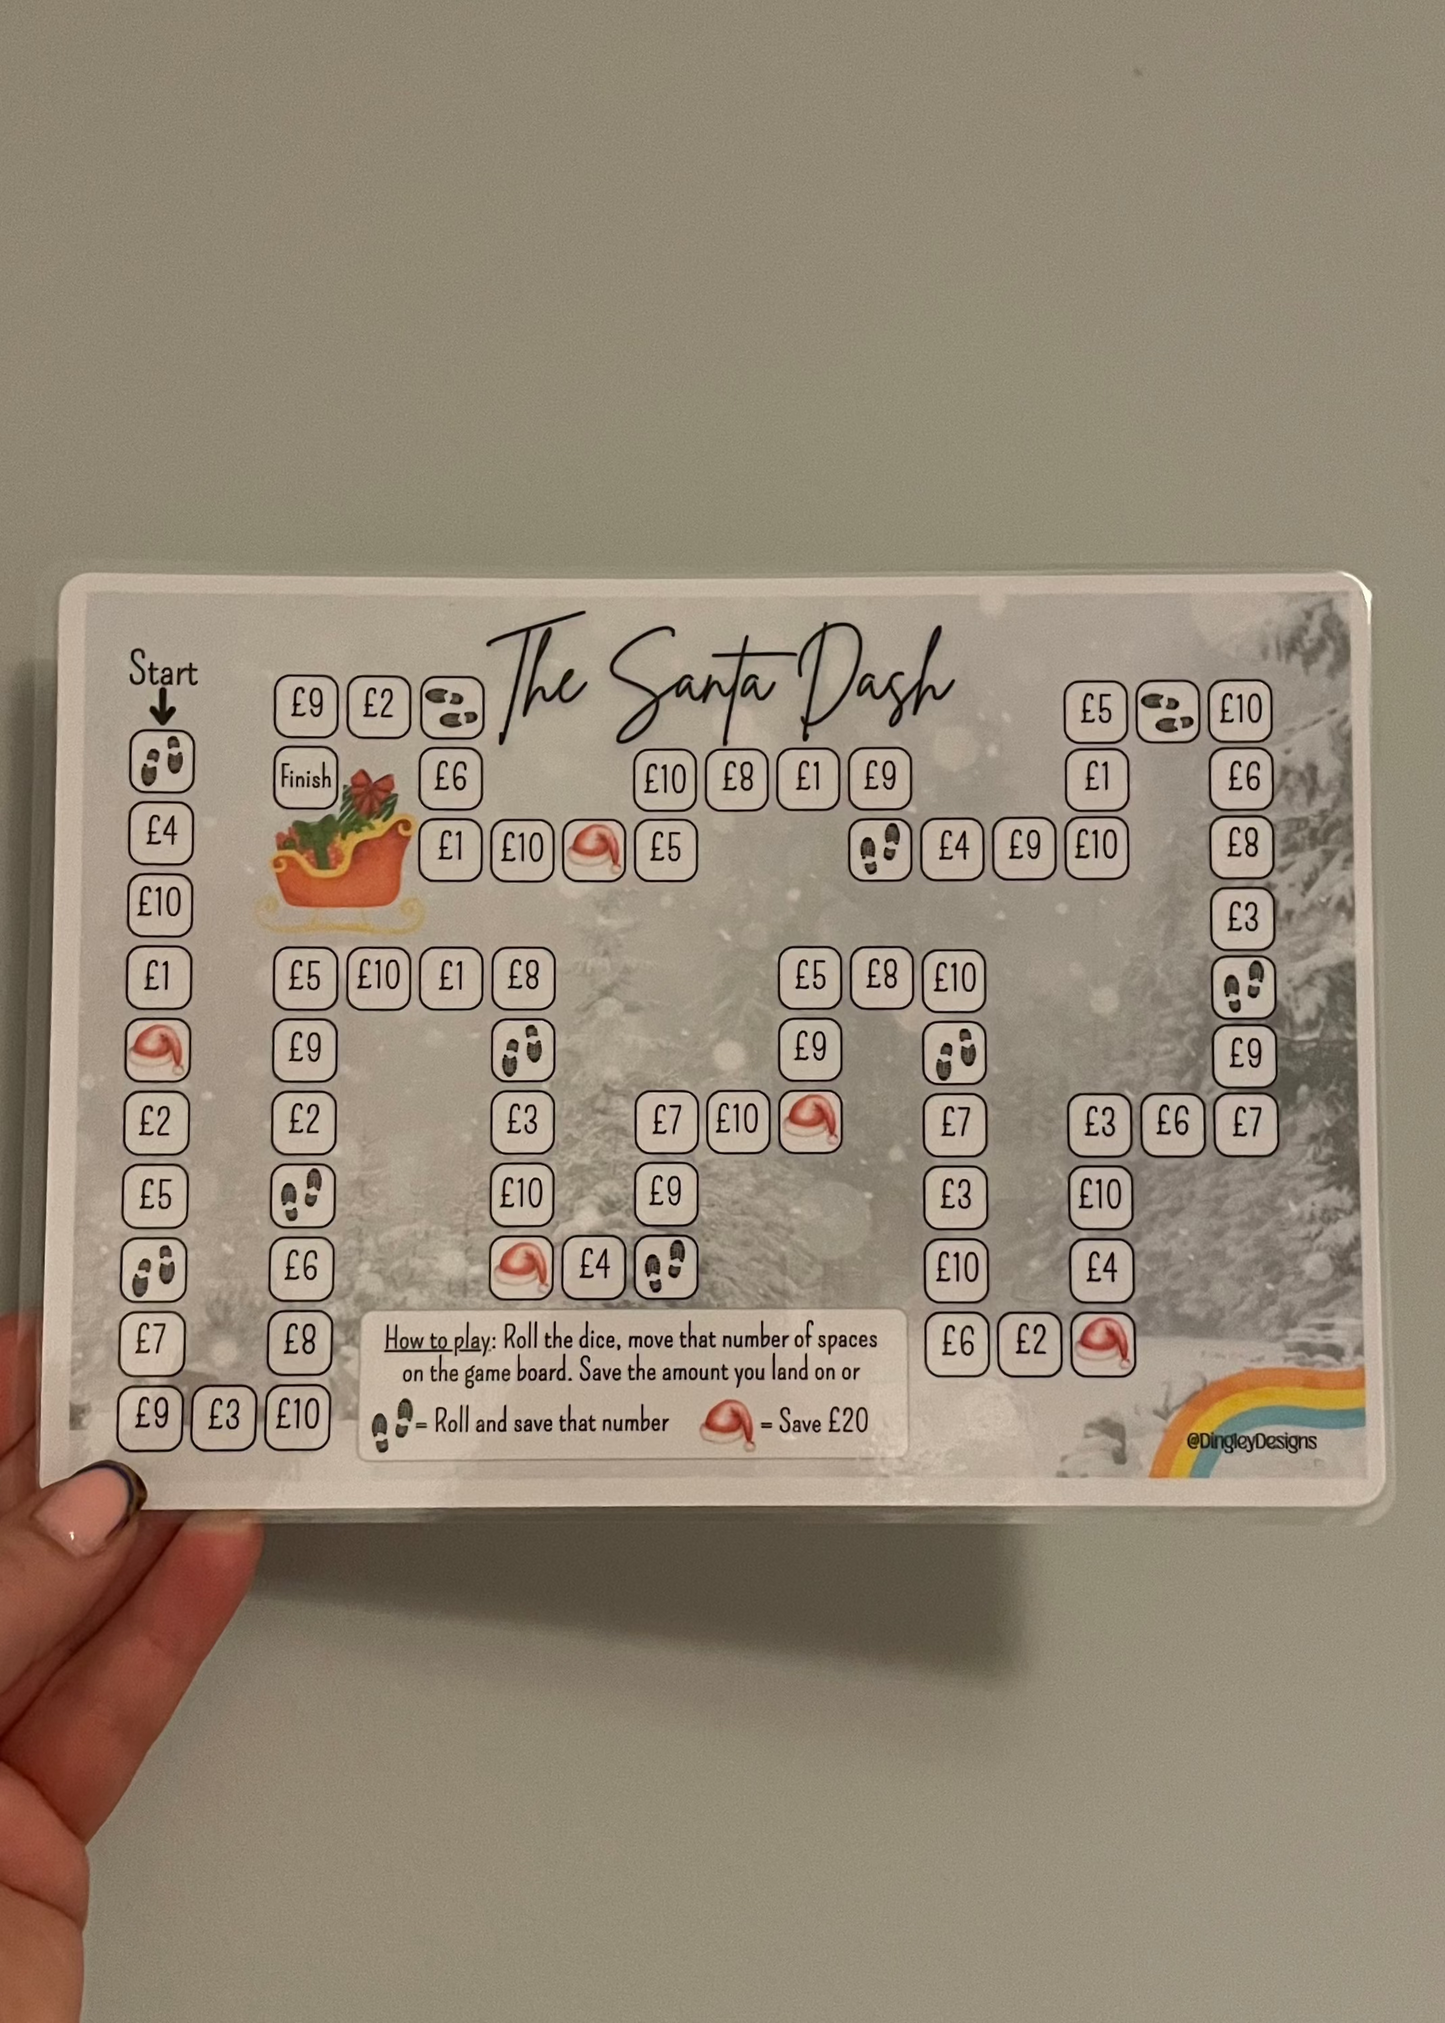 The Santa Dash
Start
£9 £2 £5 £10
Finish £6 £10 £8 £1 £9 £1 £6
£4 £1 £10 £5 £4 £9 £10 £8
£10 £3
£1 £5 £10 £1 £8 £5 £8 £10
£9 £9 £9
£2 £2 £3 £7 £10 £7 £3 £6 £7
£5 £10 £9 £3 £10
£6 £4 £10 £4
£7 £8 £6 £2
£9 £3 £10
How to play: Roll the dice, move that number of spaces
on the game board. Save the amount you land on or
= Roll and save that number = Save £20
@DingleyDesigns